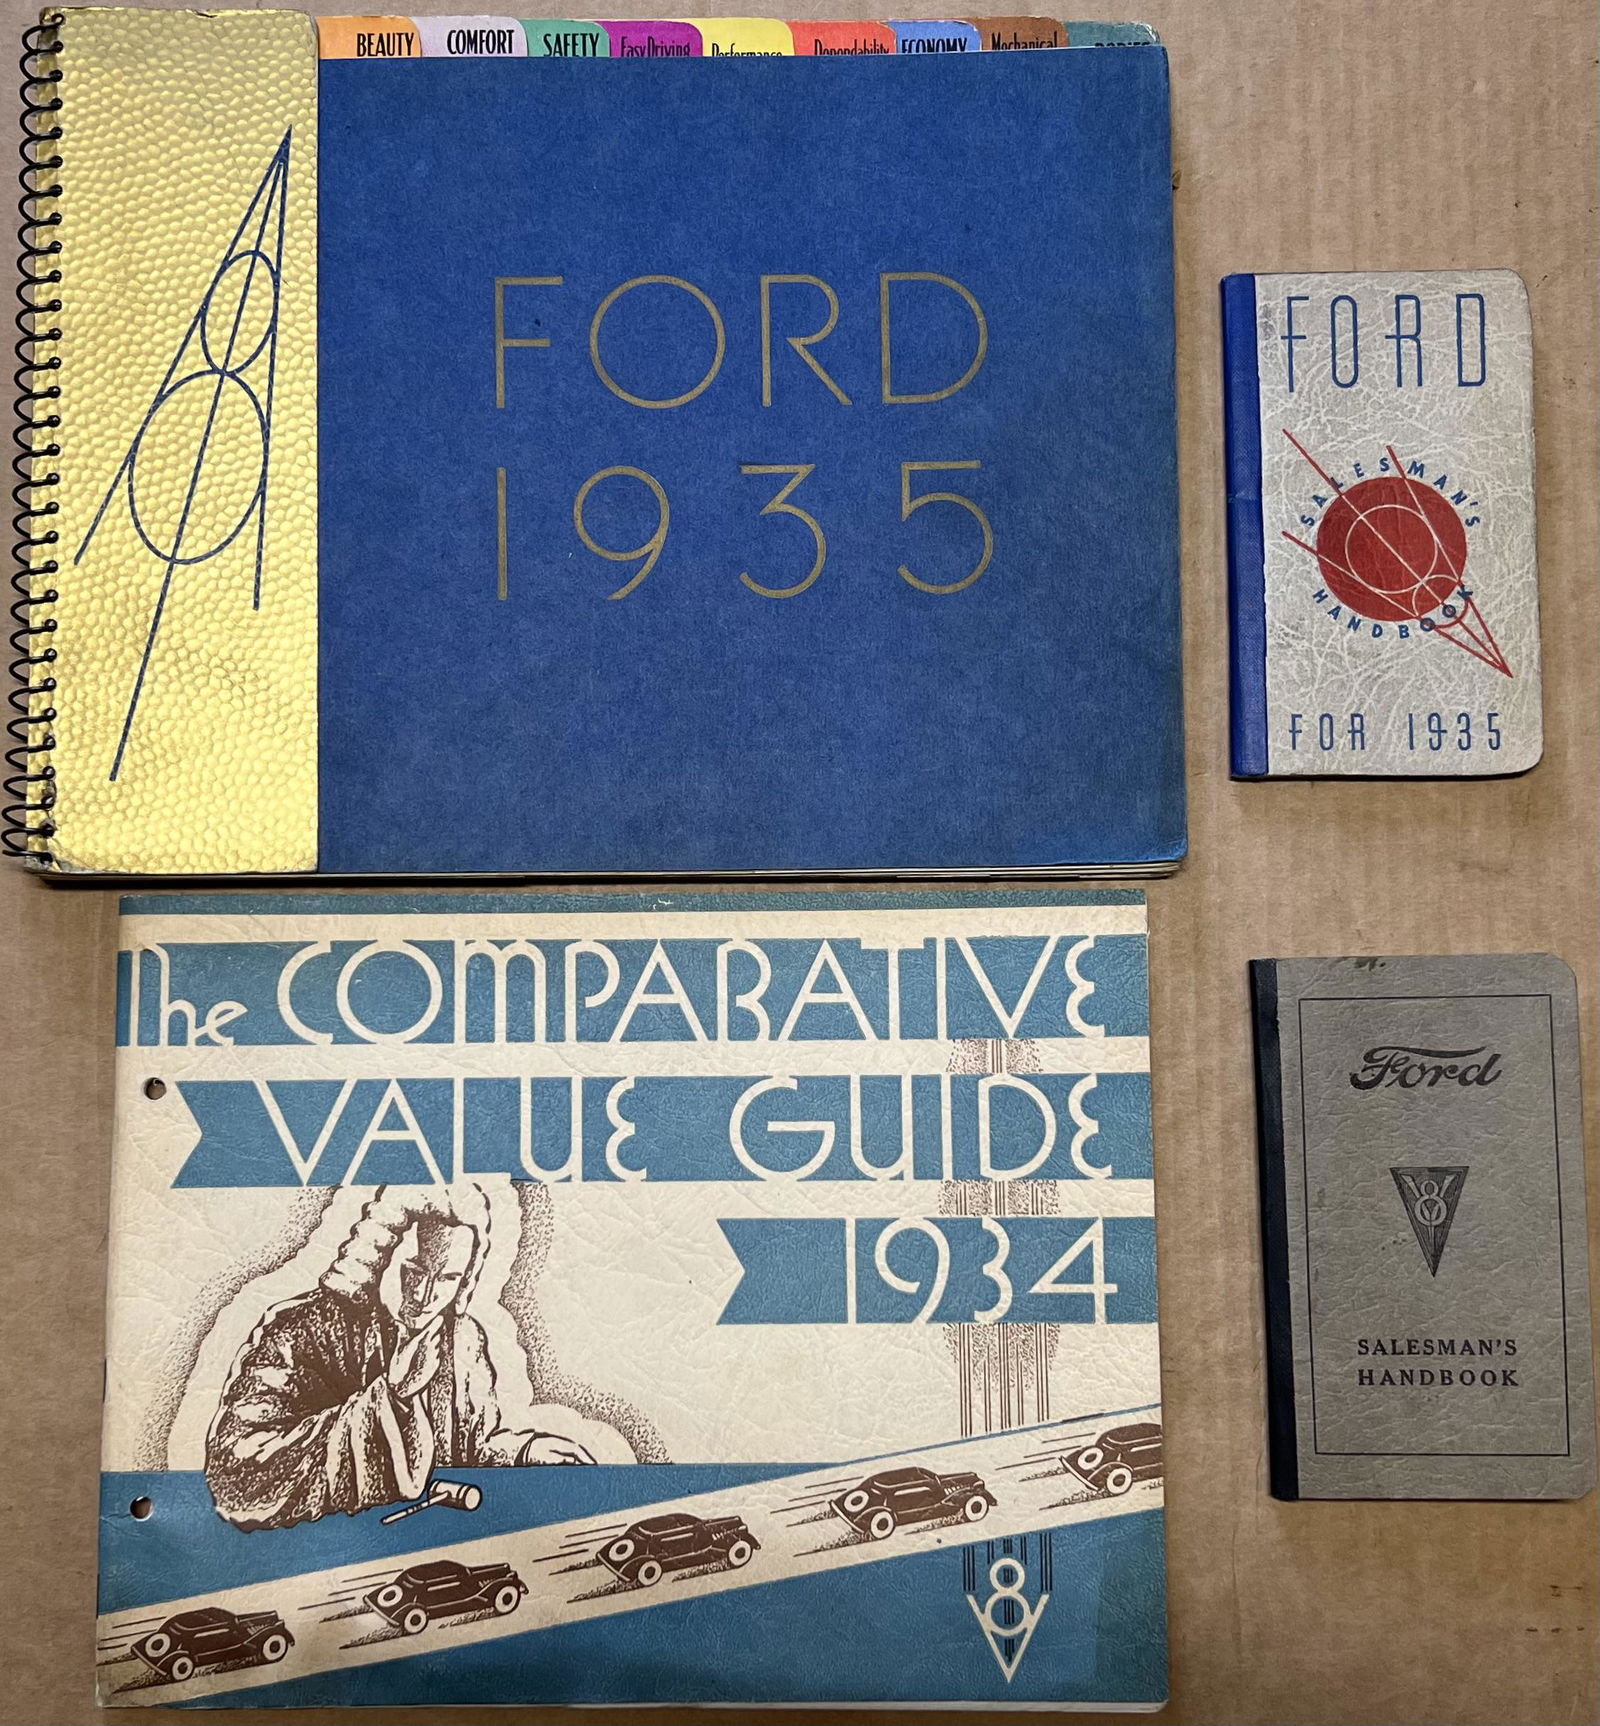 BEAUTY COMFORT SAFETY Easy Driving Performance Dependability ECONOMY Mechanical BODIES
FORD
1935
FORD
SALESMAN'S
HANDBOOK
FOR 1935
The COMPARATIVE
VALUE GUIDE
1934
V8
Ford
V8
SALESMAN'S
HANDBOOK